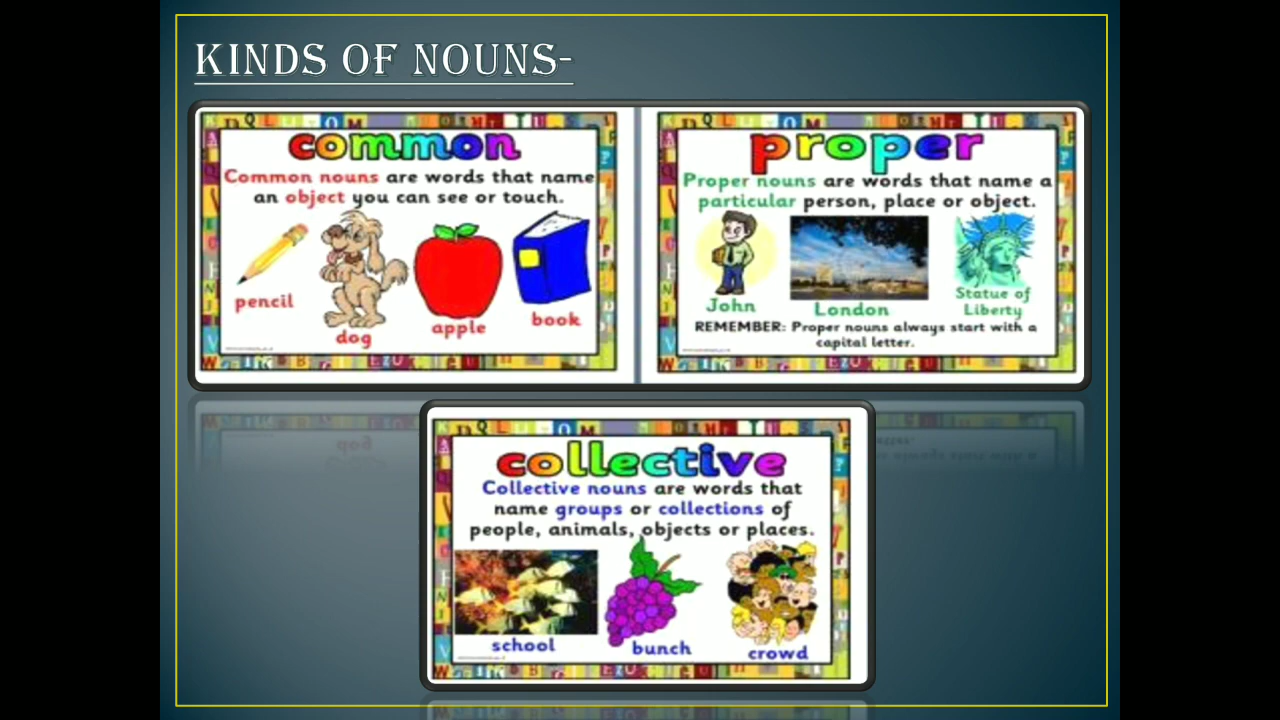 KINDS OF NOUNS-
common
Common nouns are words that name
an object you can see or touch.
pencil
dog
apple
book
proper
Proper nouns are words that name a
particular person, place or object.
John
London
Statue of
Liberty
REMEMBER: Proper nouns always start with a
capital letter.
collective
Collective nouns are words that
name groups or collections of
people, animals, objects or places.
school
bunch
crowd